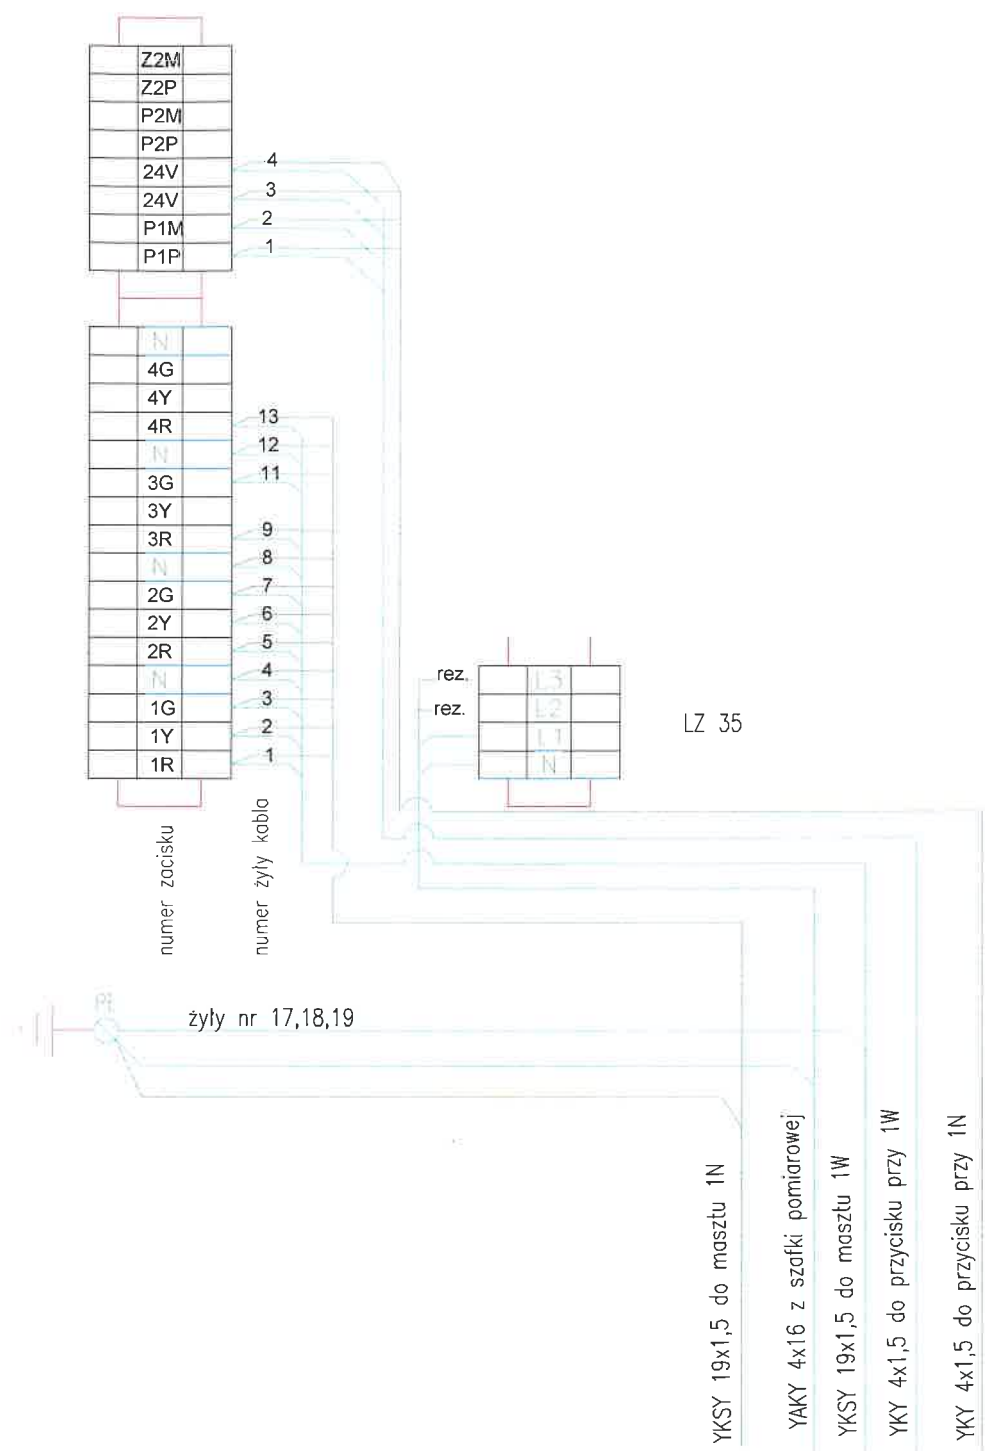 Z2M
Z2P
P2M
P2P
24V 4
24V 3
P1M 2
P1P 1
N
4G
4Y
4R 13
N 12
3G 11
3Y
3R 9
N 8
2G 7
2Y 6
2R 5
N 4
1G 3
1Y 2
1R 1
numer zacisku
numer żyły kabla
rez. L3
rez. L2
L1
N
LZ 35
PE
żyły nr 17,18,19
YKSY 19x1,5 do masztu 1N
YAKY 4x16 z szafki pomiarowej
YKSY 19x1,5 do masztu 1W
YKY 4x1,5 do przycisku przy 1W
YKY 4x1,5 do przycisku przy 1N